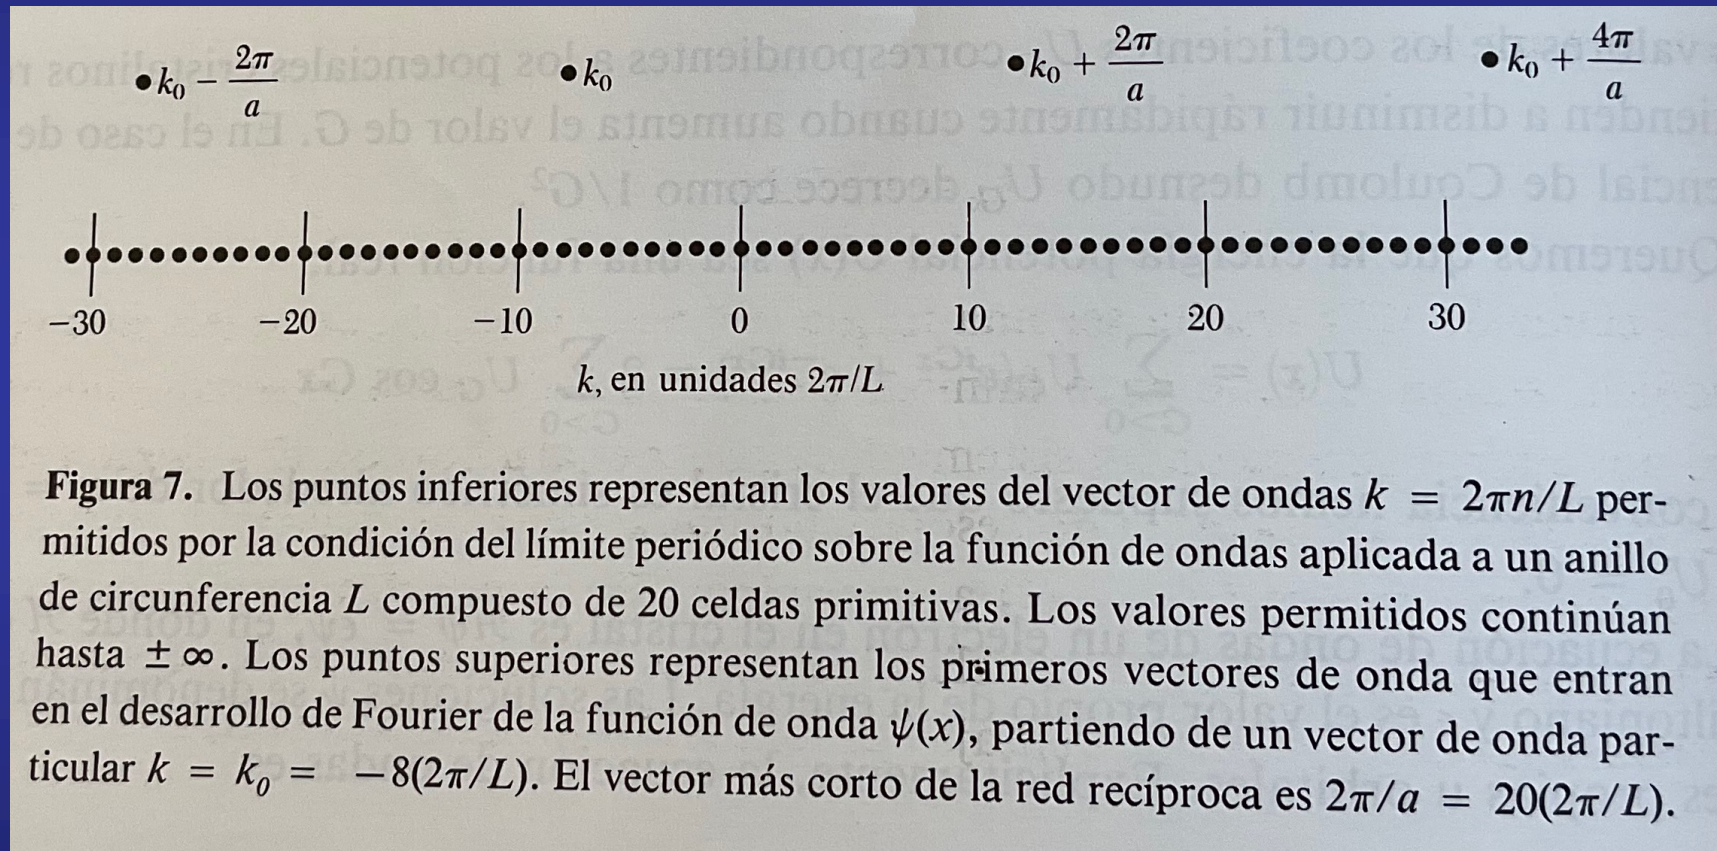 •k₀ − 2π/a •k₀ •k₀ + 2π/a •k₀ + 4π/a
−30 −20 −10 0 10 20 30
k, en unidades 2π/L
Figura 7. Los puntos inferiores representan los valores del vector de ondas k = 2πn/L per-
mitidos por la condición del límite periódico sobre la función de ondas aplicada a un anillo
de circunferencia L compuesto de 20 celdas primitivas. Los valores permitidos continúan
hasta ± ∞. Los puntos superiores representan los primeros vectores de onda que entran
en el desarrollo de Fourier de la función de onda ψ(x), partiendo de un vector de onda par-
ticular k = k₀ = −8(2π/L). El vector más corto de la red recíproca es 2π/a = 20(2π/L).